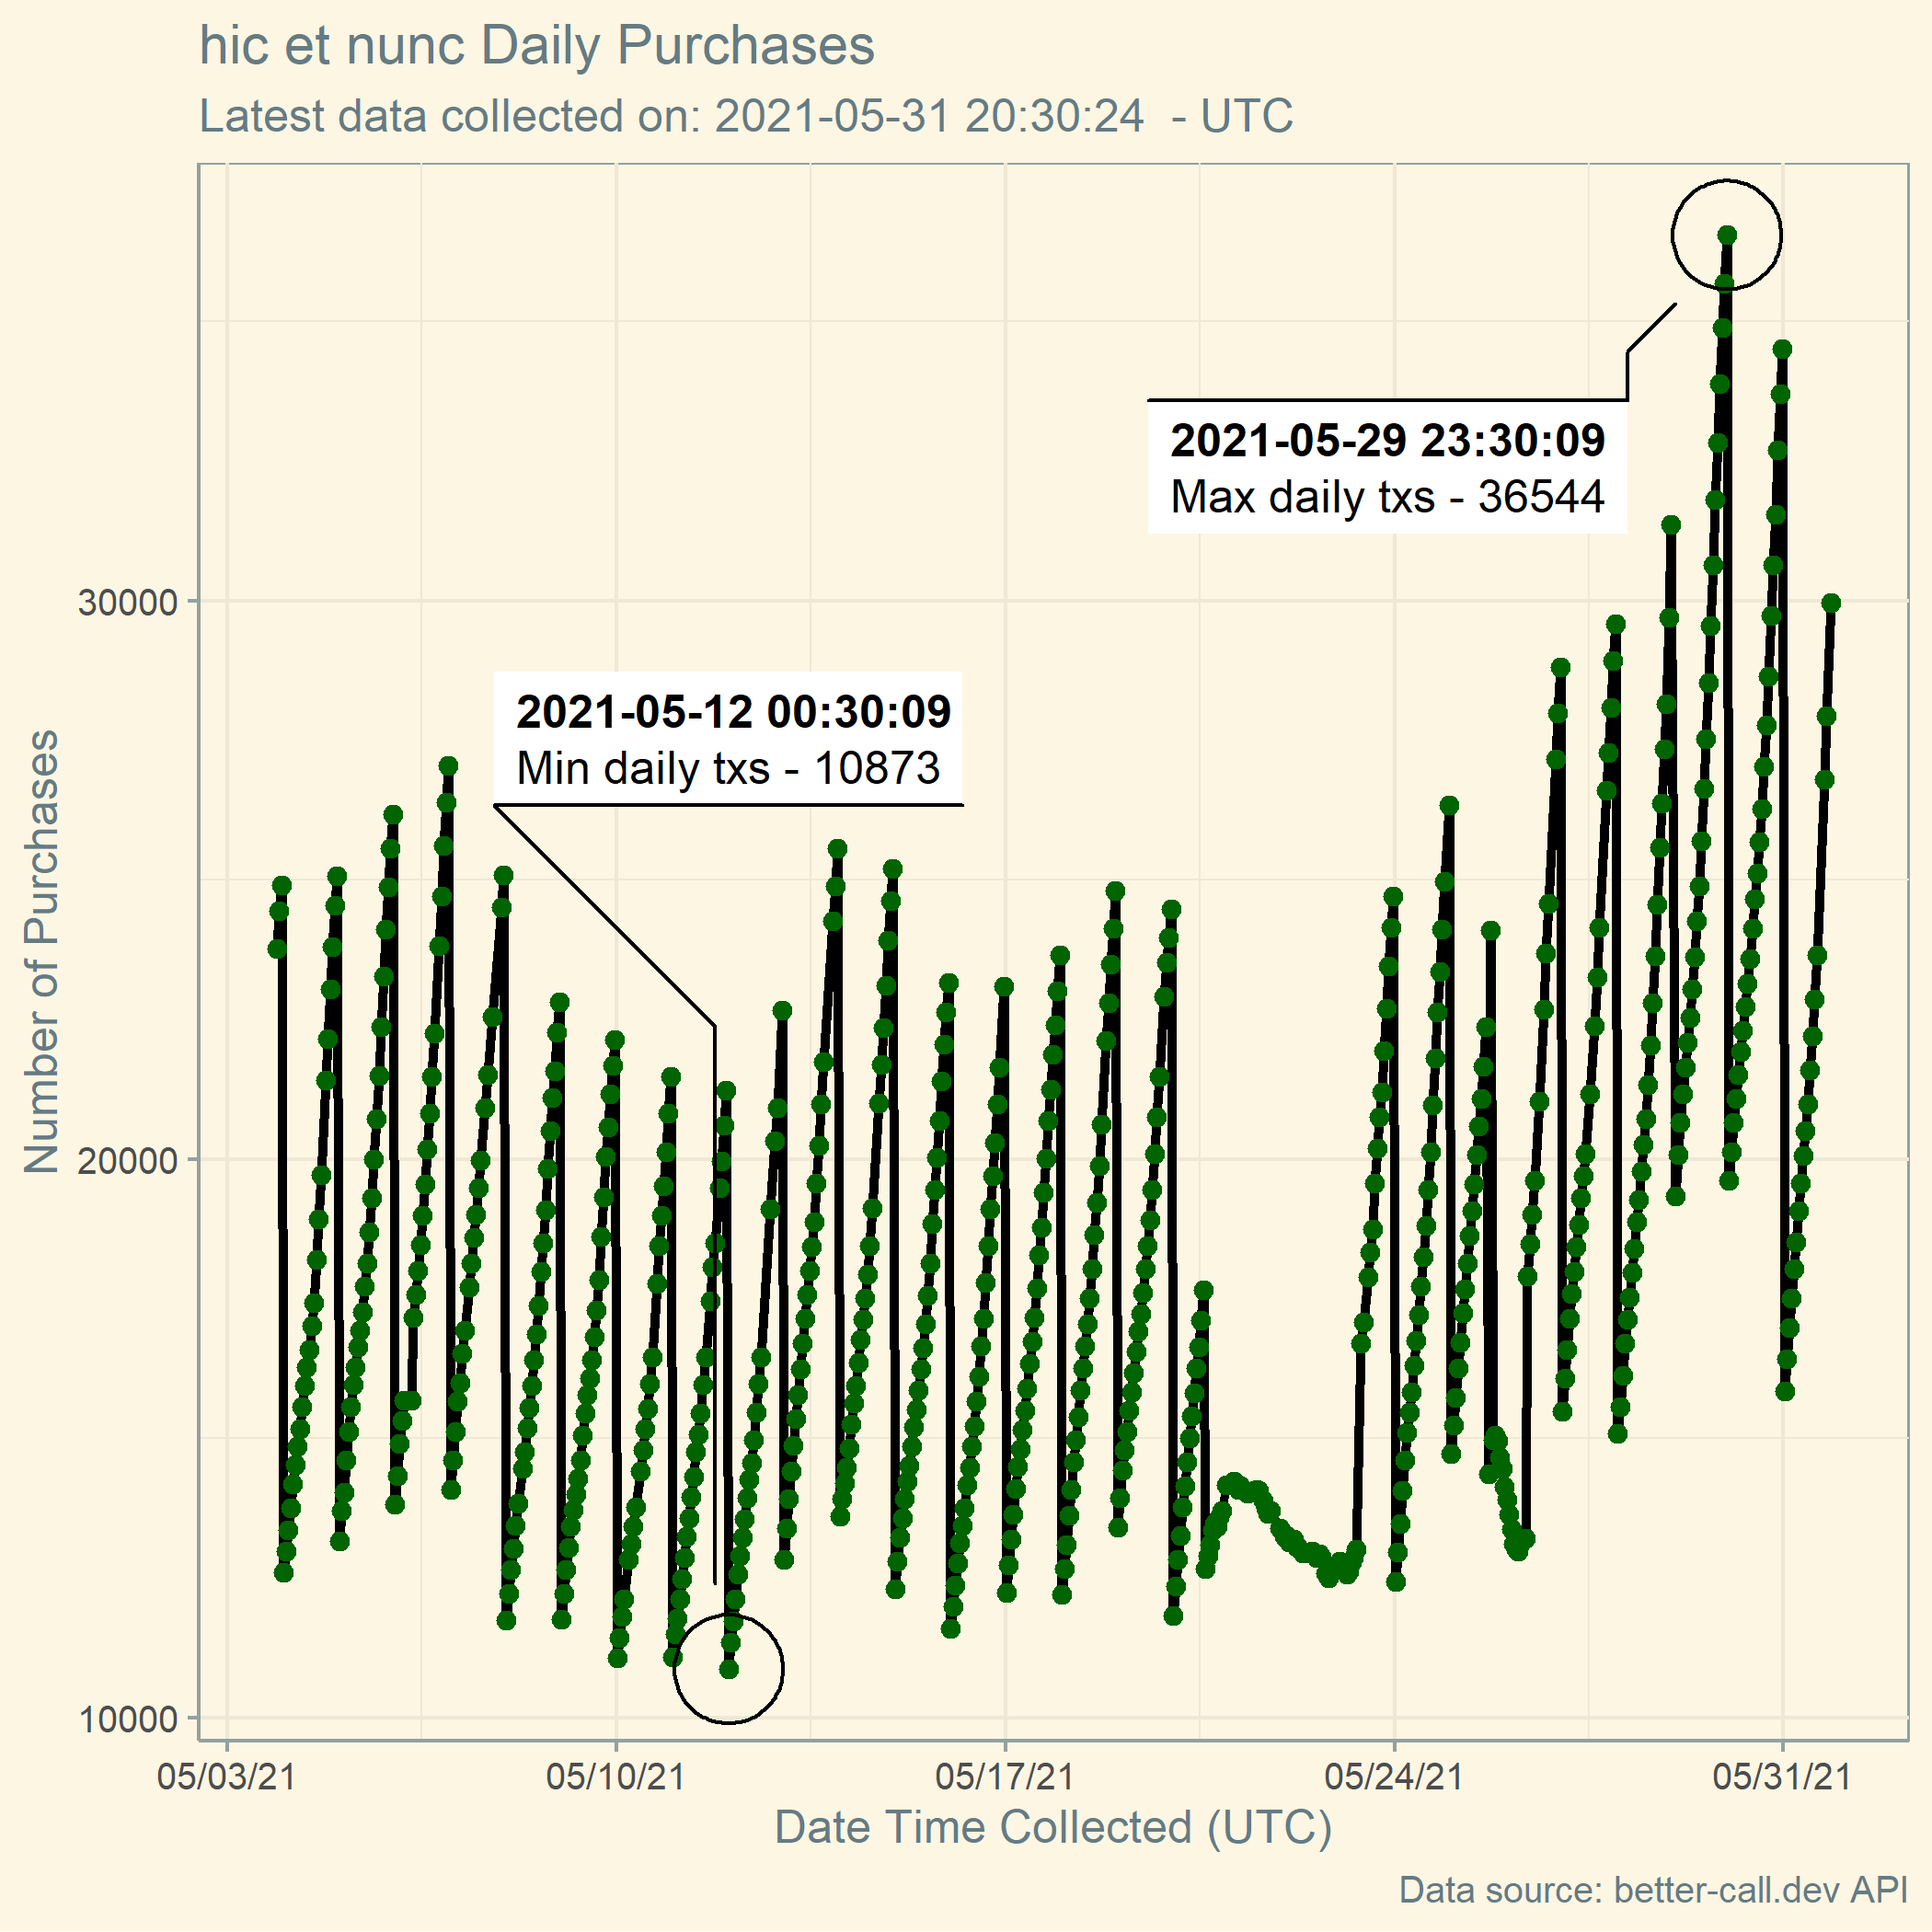 hic et nunc Daily Purchases
Latest data collected on: 2021-05-31 20:30:24  - UTC
2021-05-29 23:30:09
Max daily txs - 36544
2021-05-12 00:30:09
Min daily txs - 10873
Number of Purchases
30000
20000
10000
05/03/21
05/10/21
05/17/21
05/24/21
05/31/21
Date Time Collected (UTC)
Data source: better-call.dev API